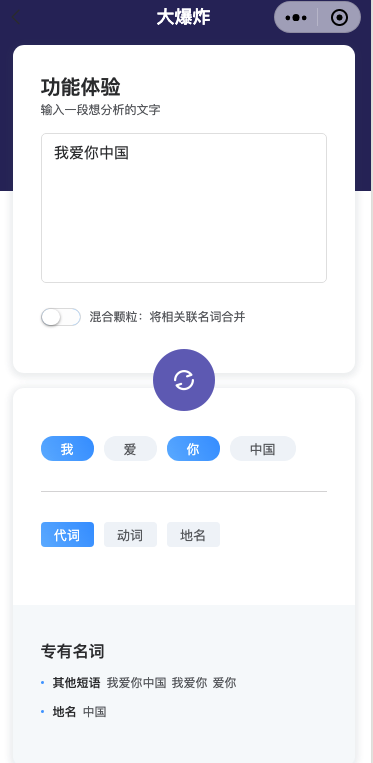 大爆炸
功能体验
输入一段想分析的文字
我爱你中国
混合颗粒：将相关联名词合并
我 爱 你 中国
代词 动词 地名
专有名词
其他短语 我爱你中国 我爱你 爱你
地名 中国